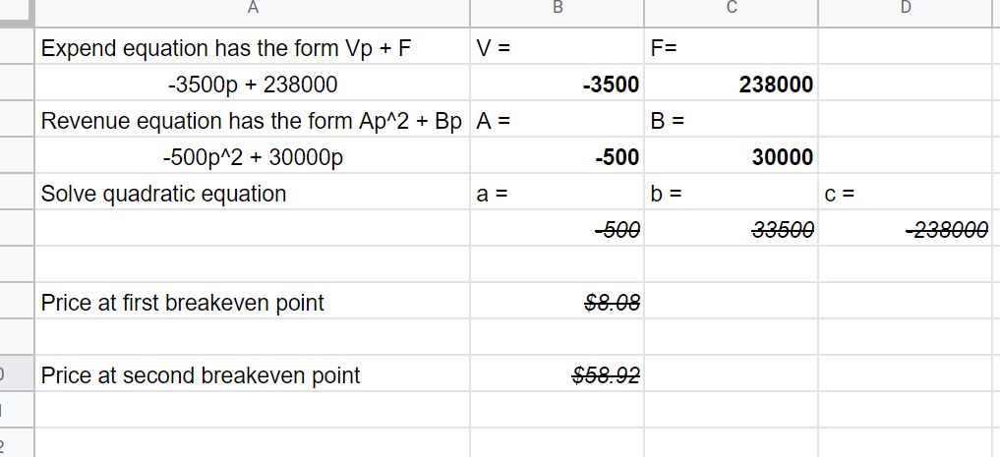 A B C D
Expend equation has the form Vp + F V = F=
-3500p + 238000 -3500 238000
Revenue equation has the form Ap^2 + Bp A = B =
-500p^2 + 30000p -500 30000
Solve quadratic equation a = b = c =
-500 33500 -238000
Price at first breakeven point $8.08
Price at second breakeven point $58.92